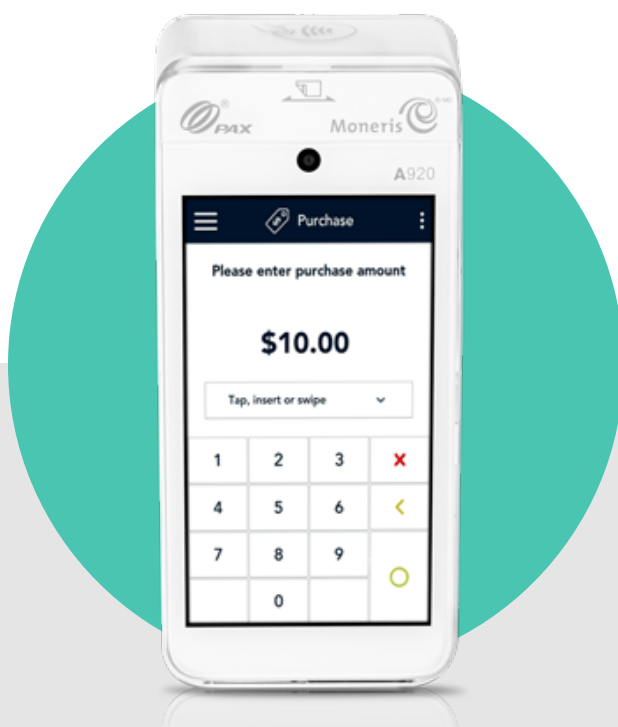 PAX®
Moneris
A920
Purchase
Please enter purchase amount
$10.00
Tap, insert or swipe
1 2 3 X
4 5 6 <
7 8 9 O
0